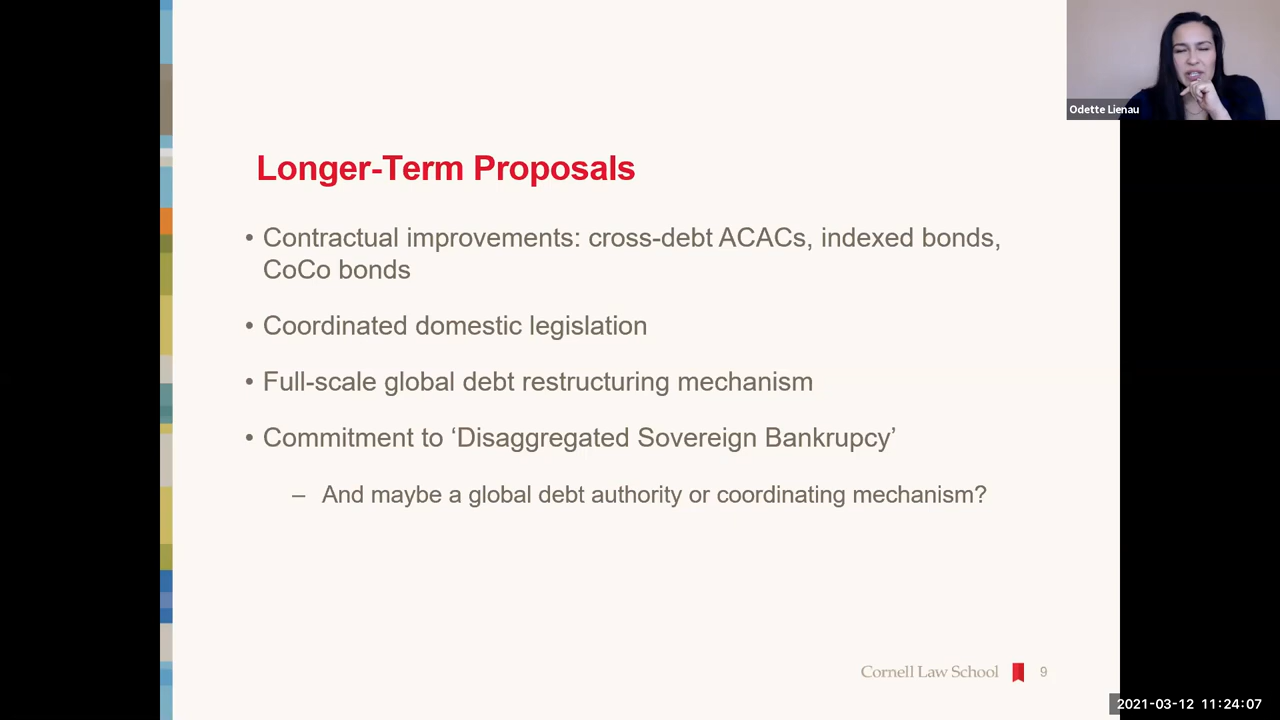 Odette Lienau
Longer-Term Proposals
• Contractual improvements: cross-debt ACACs, indexed bonds,
CoCo bonds
• Coordinated domestic legislation
• Full-scale global debt restructuring mechanism
• Commitment to ‘Disaggregated Sovereign Bankrupcy’
– And maybe a global debt authority or coordinating mechanism?
Cornell Law School 9
2021-03-12 11:24:07